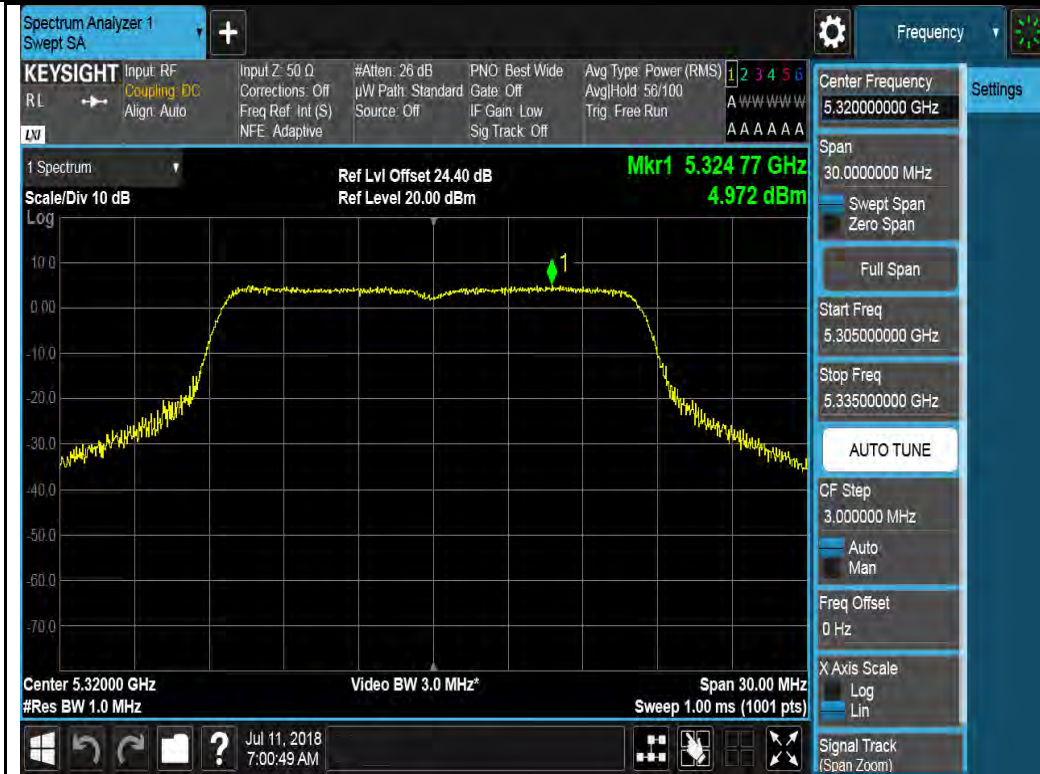 Spectrum Analyzer 1
Swept SA
+
Frequency
KEYSIGHT
RL
LXI
Input: RF
Coupling: DC
Align: Auto
Input Z: 50 Ω
Corrections: Off
Freq Ref: Int (S)
NFE: Adaptive
#Atten: 26 dB
µW Path: Standard
Source: Off
PNO: Best Wide
Gate: Off
IF Gain: Low
Sig Track: Off
Avg Type: Power (RMS)
Avg|Hold: 56/100
Trig: Free Run
1 2 3 4 5 6
A W W W W W
A A A A A A
1 Spectrum
Scale/Div 10 dB
Ref Lvl Offset 24.40 dB
Ref Level 20.00 dBm
Mkr1 5.324 77 GHz
4.972 dBm
Log
10.0
0.00
-10.0
-20.0
-30.0
-40.0
-50.0
-60.0
-70.0
1
Center 5.32000 GHz
#Res BW 1.0 MHz
Video BW 3.0 MHz*
Span 30.00 MHz
Sweep 1.00 ms (1001 pts)
Center Frequency
5.320000000 GHz
Settings
Span
30.0000000 MHz
Swept Span
Zero Span
Full Span
Start Freq
5.305000000 GHz
Stop Freq
5.335000000 GHz
AUTO TUNE
CF Step
3.000000 MHz
Auto
Man
Freq Offset
0 Hz
X Axis Scale
Log
Lin
Signal Track
(Span Zoom)
?
Jul 11, 2018
7:00:49 AM